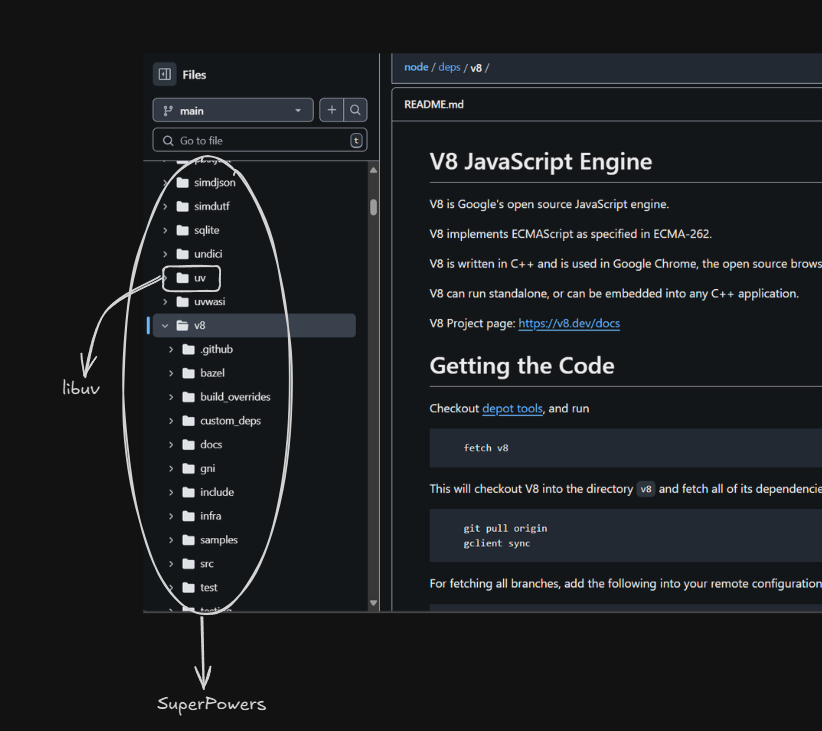 Files
main
Go to file
t
simdjson
simdutf
sqlite
undici
uv
uvwasi
v8
.github
bazel
build_overrides
custom_deps
docs
gni
include
infra
samples
src
test
libuv
SuperPowers
node / deps / v8 /
README.md
V8 JavaScript Engine
V8 is Google's open source JavaScript engine.
V8 implements ECMAScript as specified in ECMA-262.
V8 is written in C++ and is used in Google Chrome, the open source brows
V8 can run standalone, or can be embedded into any C++ application.
V8 Project page: https://v8.dev/docs
Getting the Code
Checkout depot tools, and run
fetch v8
This will checkout V8 into the directory v8 and fetch all of its dependencie
git pull origin
gclient sync
For fetching all branches, add the following into your remote configuration